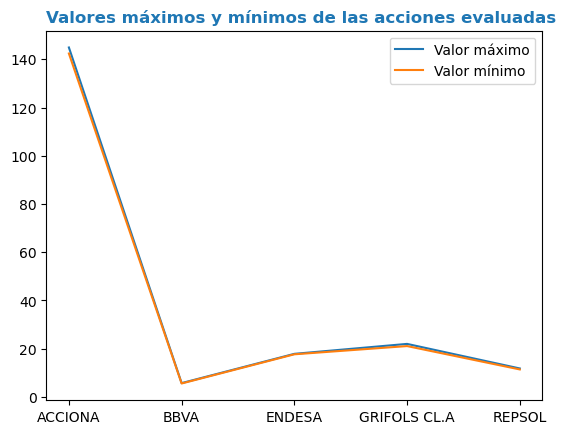 Valores máximos y mínimos de las acciones evaluadas
Valor máximo
Valor mínimo
140
120
100
80
60
40
20
0
ACCIONA BBVA ENDESA GRIFOLS CL.A REPSOL